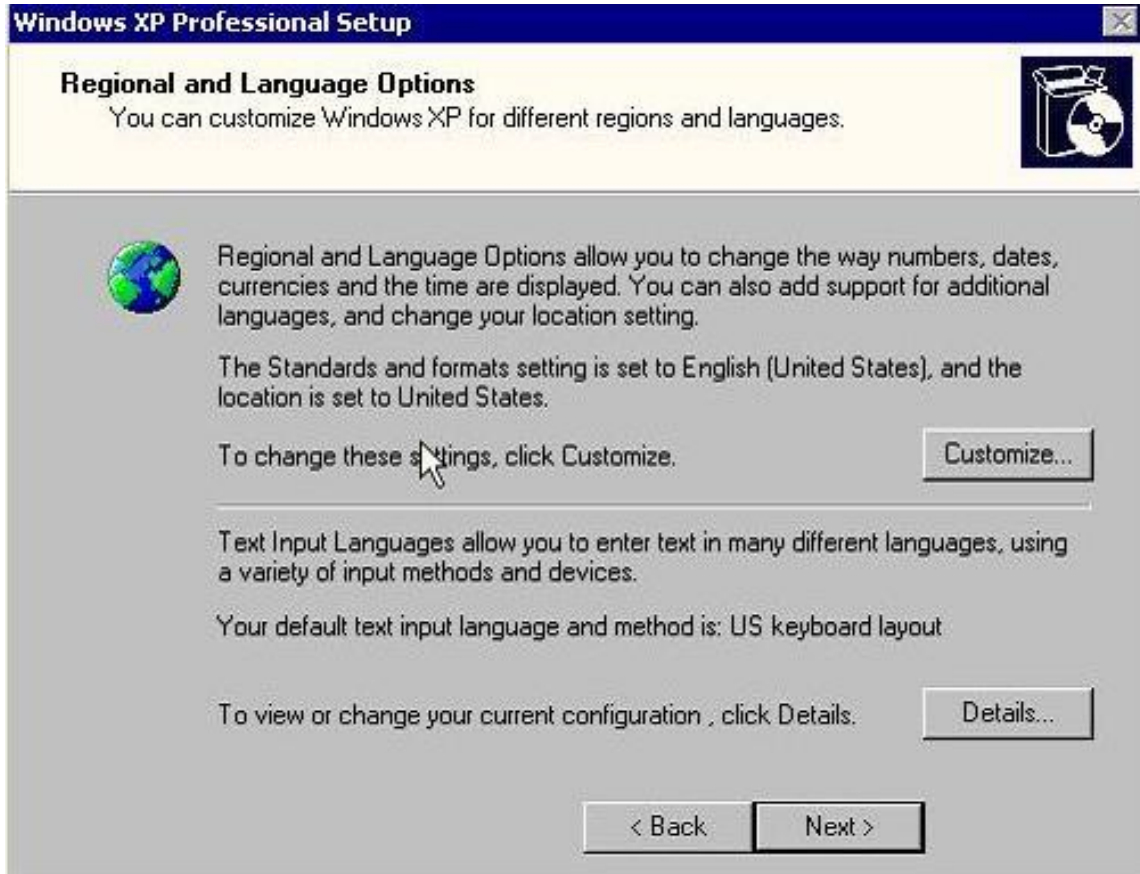 Windows XP Professional Setup
Regional and Language Options
You can customize Windows XP for different regions and languages.
Regional and Language Options allow you to change the way numbers, dates,
currencies and the time are displayed. You can also add support for additional
languages, and change your location setting.
The Standards and formats setting is set to English (United States), and the
location is set to United States.
To change these settings, click Customize.
Customize...
Text Input Languages allow you to enter text in many different languages, using
a variety of input methods and devices.
Your default text input language and method is: US keyboard layout
To view or change your current configuration , click Details.
Details...
< Back
Next >